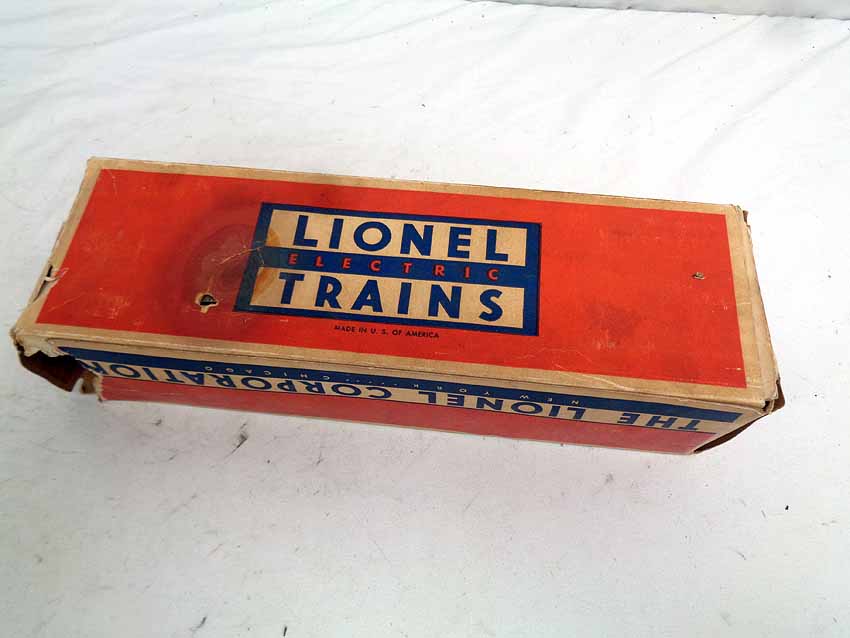 LIONEL
ELECTRIC
TRAINS
MADE IN U. S. OF AMERICA
THE LIONEL CORPORATION
NEW YORK ..... CHICAGO